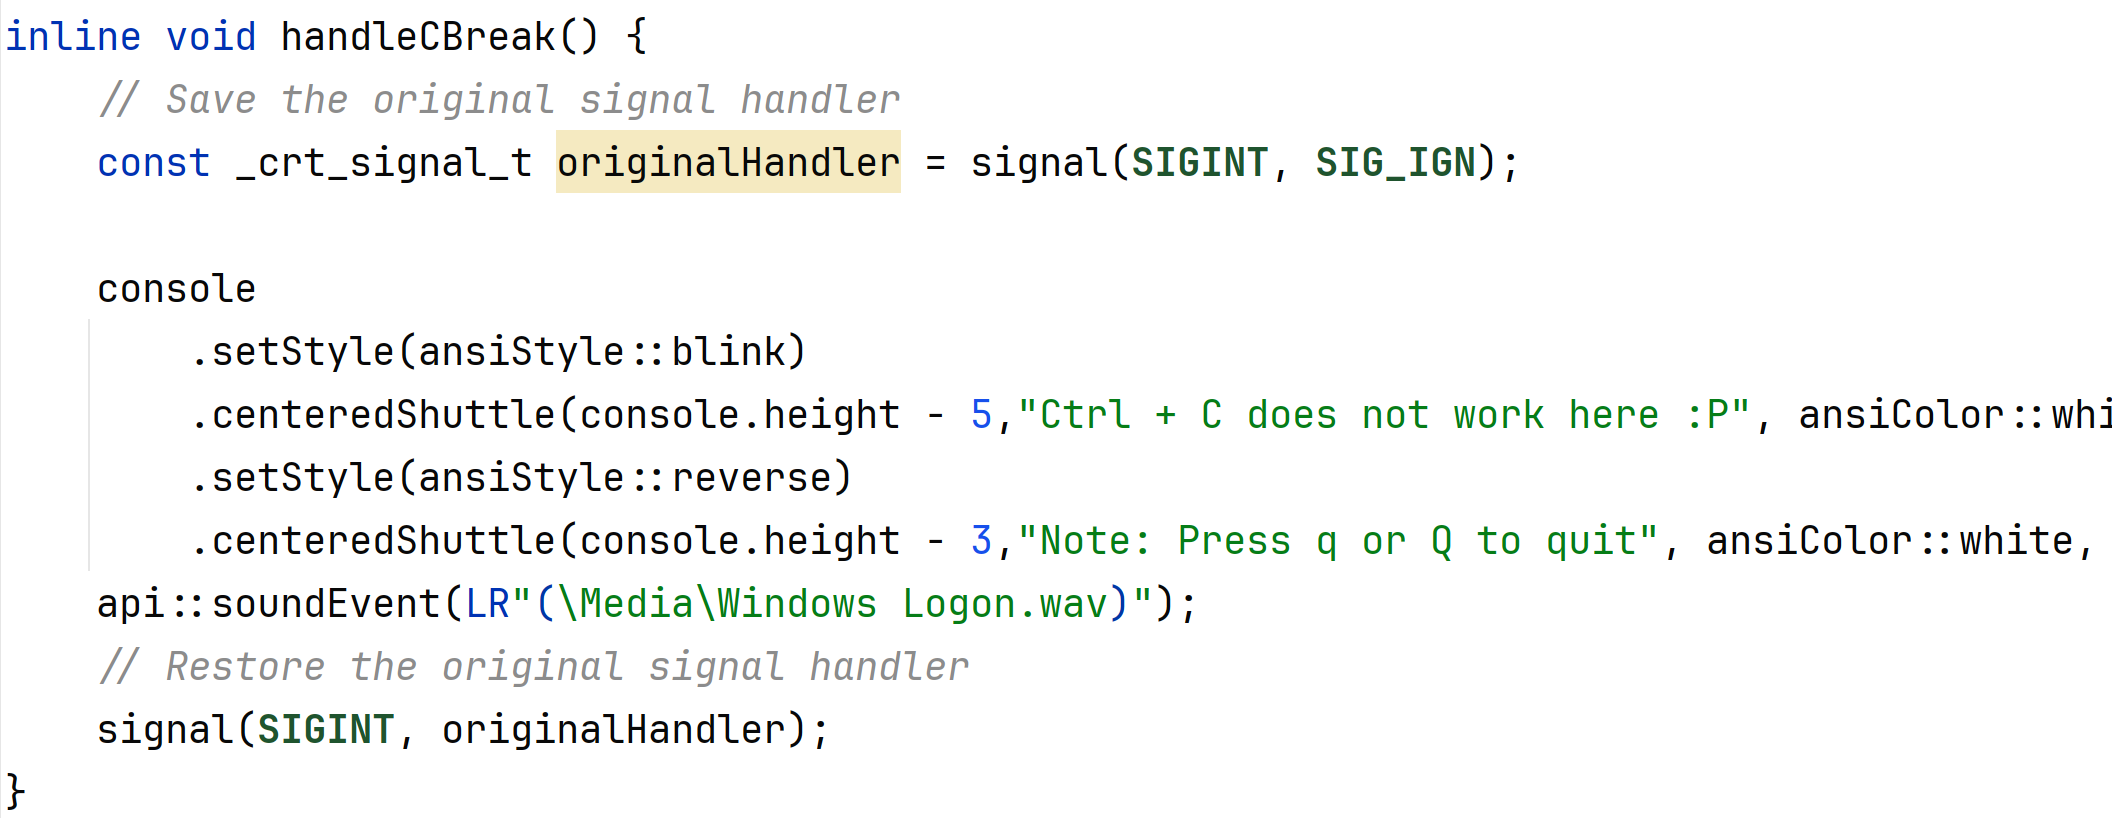 inline void handleCBreak() {
// Save the original signal handler
const _crt_signal_t originalHandler = signal(SIGINT, SIG_IGN);
console
.setStyle(ansiStyle::blink)
.centeredShuttle(console.height - 5,"Ctrl + C does not work here :P", ansiColor::whi
.setStyle(ansiStyle::reverse)
.centeredShuttle(console.height - 3,"Note: Press q or Q to quit", ansiColor::white,
api::soundEvent(LR"(\Media\Windows Logon.wav)");
// Restore the original signal handler
signal(SIGINT, originalHandler);
}